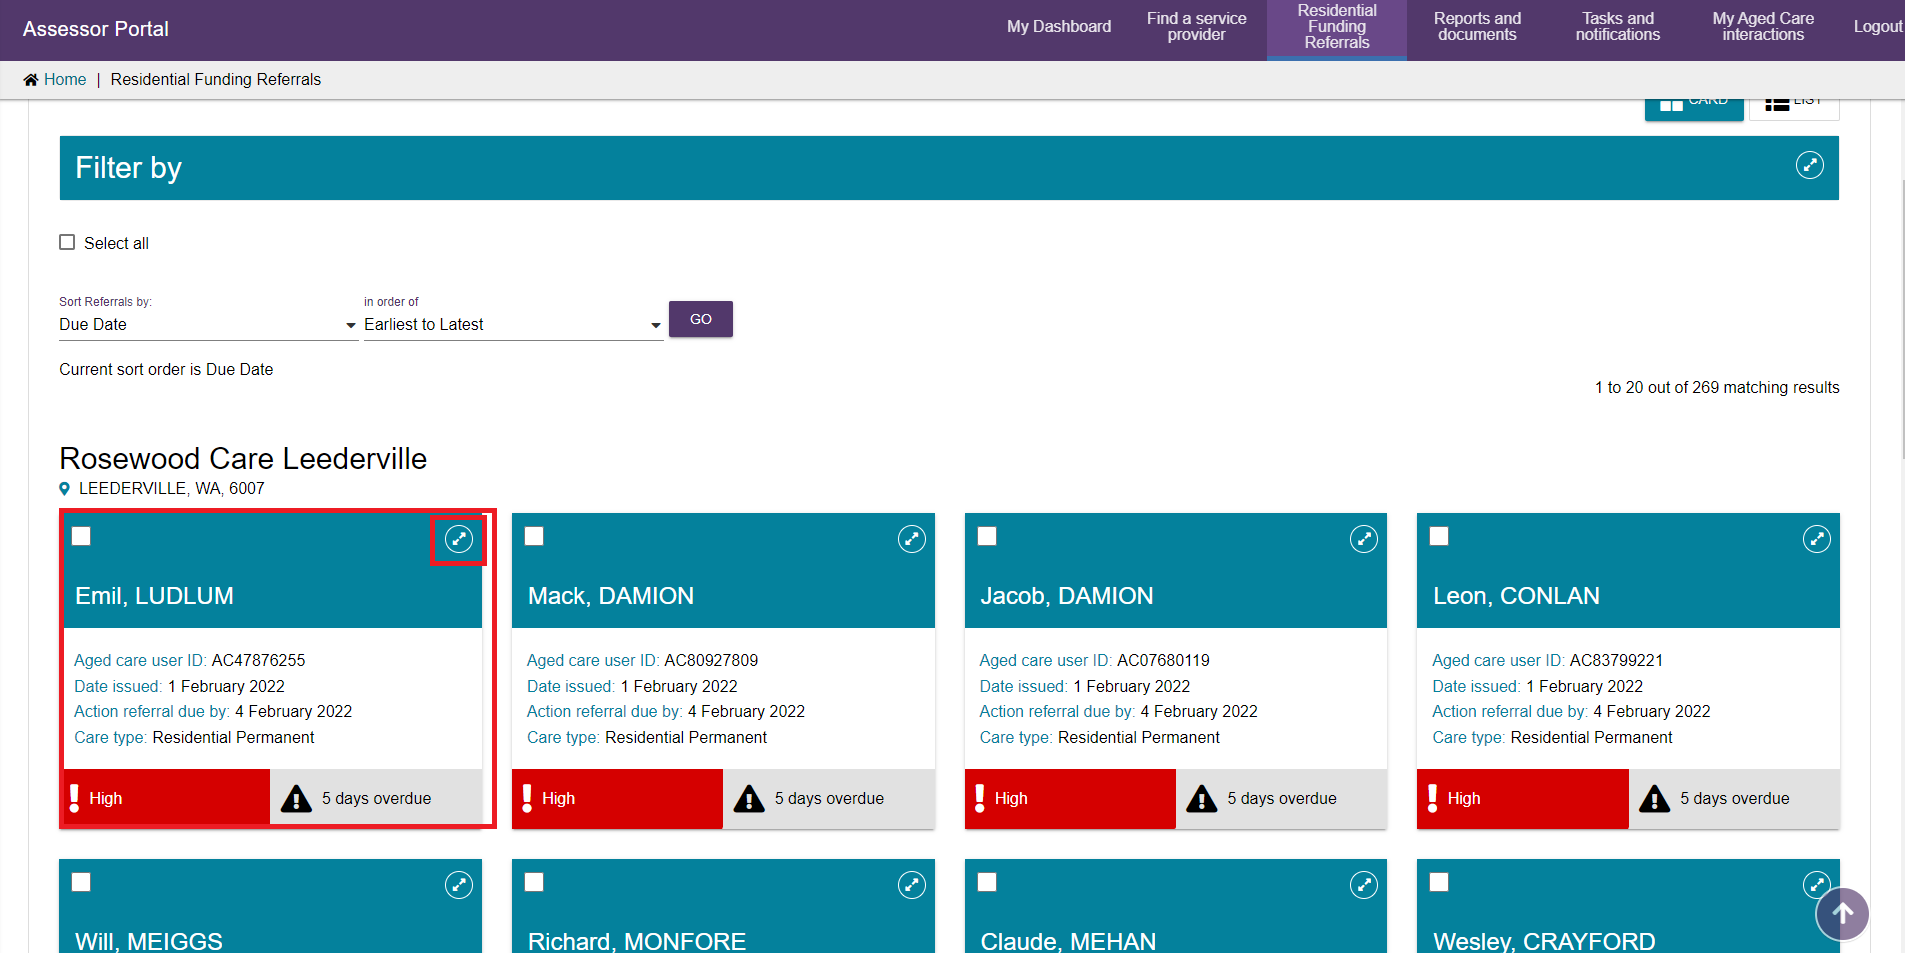 Assessor Portal
My Dashboard
Find a service
provider
Residential
Funding
Referrals
Reports and
documents
Tasks and
notifications
My Aged Care
interactions
Logout
Home | Residential Funding Referrals
CARD
LIST
Filter by
Select all
Sort Referrals by:
Due Date
in order of
Earliest to Latest
GO
Current sort order is Due Date
1 to 20 out of 269 matching results
Rosewood Care Leederville
LEEDERVILLE, WA, 6007
Emil, LUDLUM
Aged care user ID: AC47876255
Date issued: 1 February 2022
Action referral due by: 4 February 2022
Care type: Residential Permanent
High
5 days overdue
Mack, DAMION
Aged care user ID: AC80927809
Date issued: 1 February 2022
Action referral due by: 4 February 2022
Care type: Residential Permanent
High
5 days overdue
Jacob, DAMION
Aged care user ID: AC07680119
Date issued: 1 February 2022
Action referral due by: 4 February 2022
Care type: Residential Permanent
High
5 days overdue
Leon, CONLAN
Aged care user ID: AC83799221
Date issued: 1 February 2022
Action referral due by: 4 February 2022
Care type: Residential Permanent
High
5 days overdue
Will, MEIGGS
Richard, MONFORE
Claude, MEHAN
Wesley, CRAYFORD